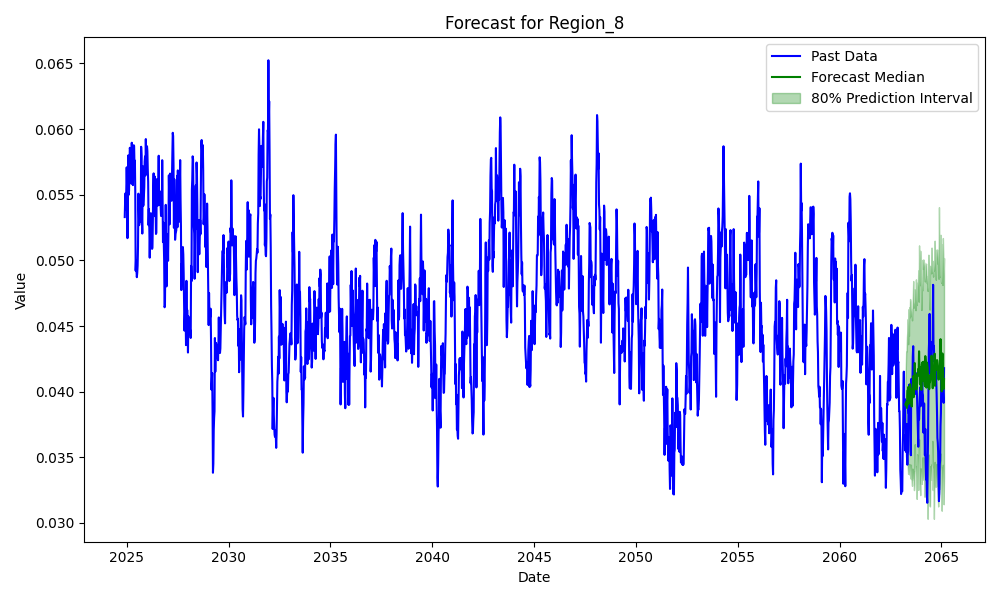 Forecast for Region_8
Past Data
Forecast Median
80% Prediction Interval
Value
0.065
0.060
0.055
0.050
0.045
0.040
0.035
0.030
2025 2030 2035 2040 2045 2050 2055 2060 2065
Date